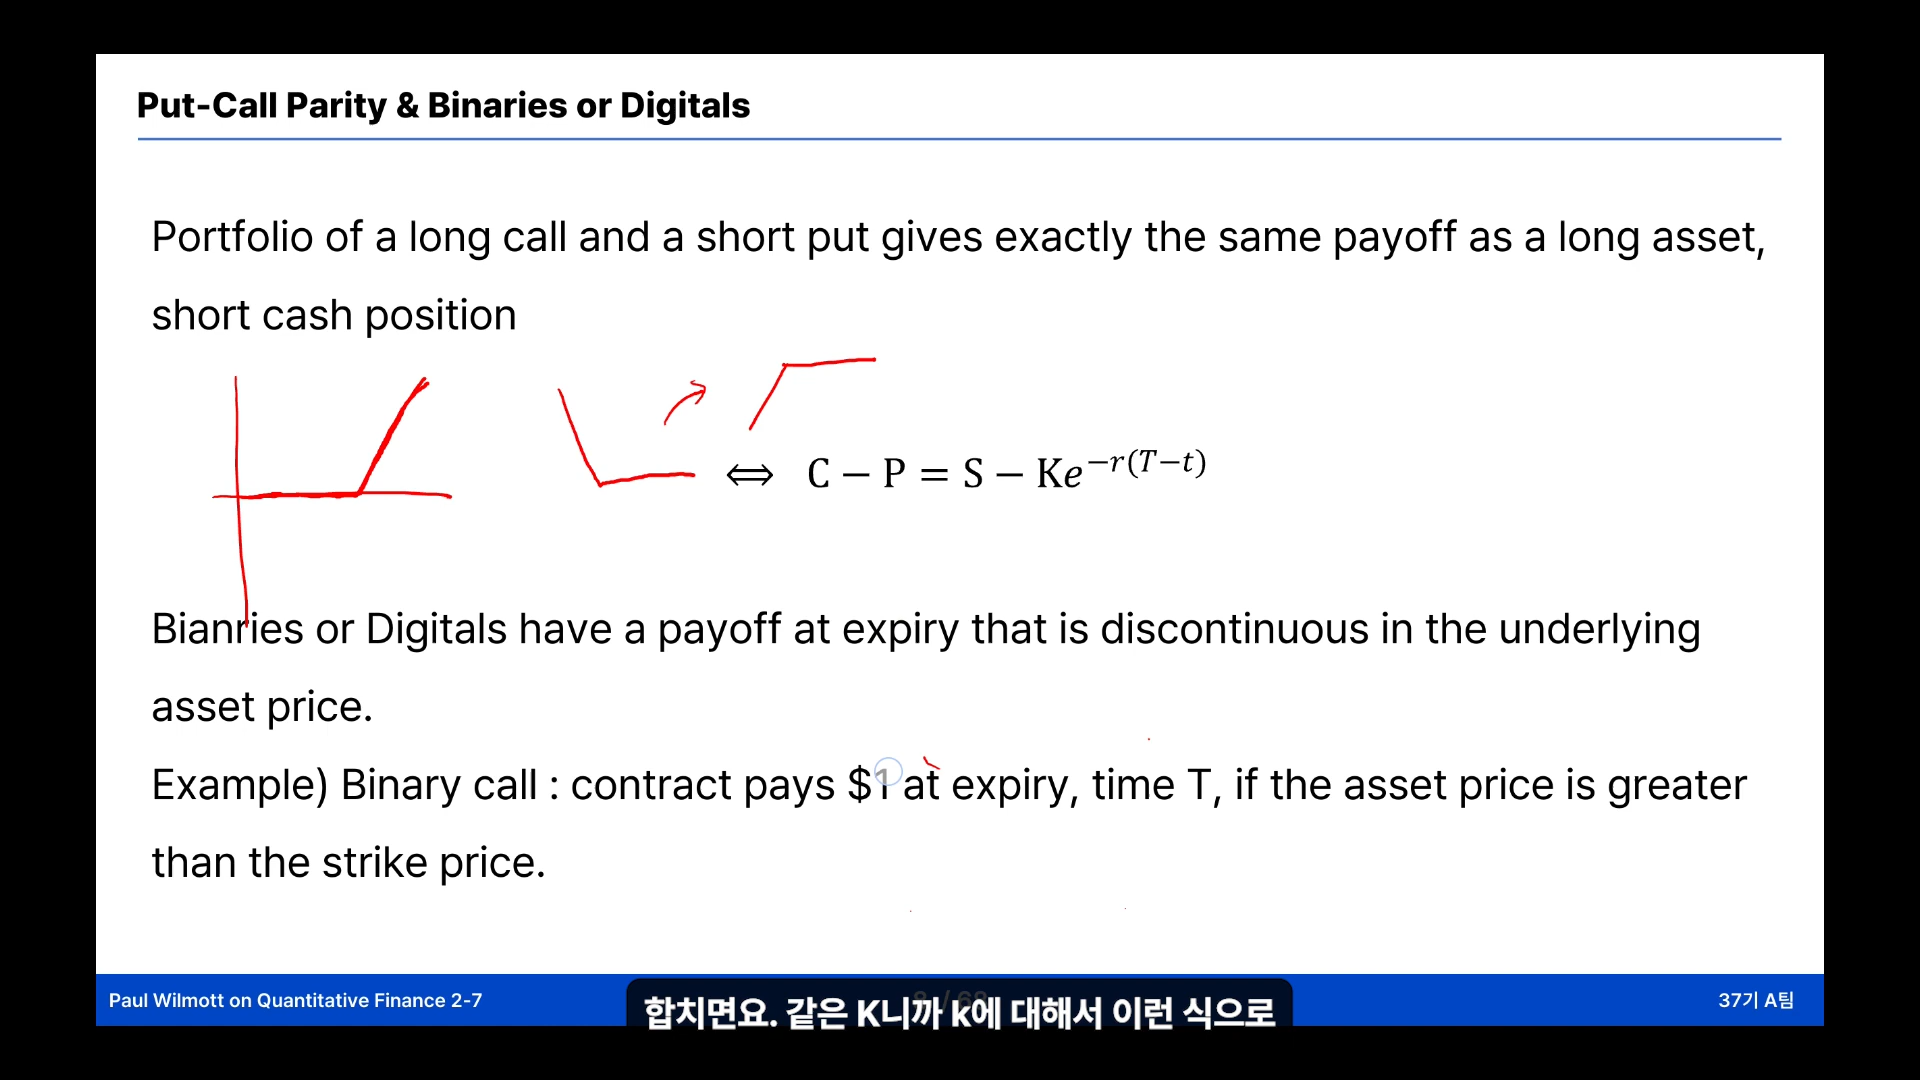 Put-Call Parity & Binaries or Digitals
Portfolio of a long call and a short put gives exactly the same payoff as a long asset,
short cash position
⟺ C − P = S − Ke^{−r(T−t)}
Bianries or Digitals have a payoff at expiry that is discontinuous in the underlying
asset price.
Example) Binary call : contract pays $1 at expiry, time T, if the asset price is greater
than the strike price.
Paul Wilmott on Quantitative Finance 2-7
37기 A팀
합치면요. 같은 K니까 k에 대해서 이런 식으로